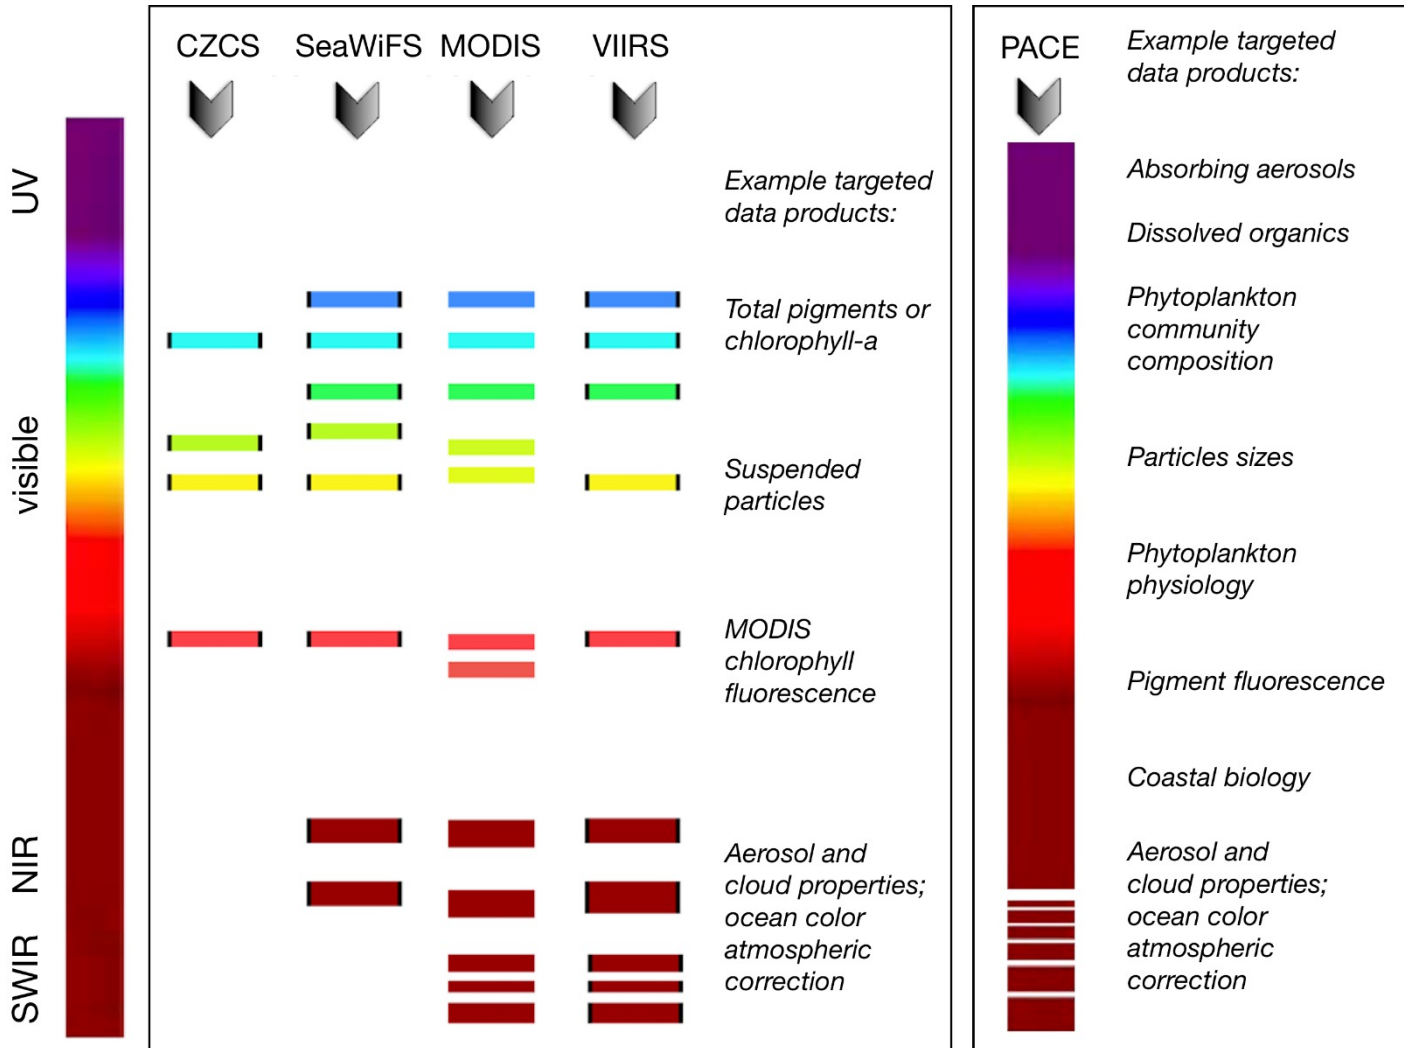 CZCS
SeaWiFS
MODIS
VIIRS
PACE
Example targeted
data products:
UV
visible
NIR
SWIR
Example targeted
data products:
Total pigments or
chlorophyll-a
Suspended
particles
MODIS
chlorophyll
fluorescence
Aerosol and
cloud properties;
ocean color
atmospheric
correction
Absorbing aerosols
Dissolved organics
Phytoplankton
community
composition
Particles sizes
Phytoplankton
physiology
Pigment fluorescence
Coastal biology
Aerosol and
cloud properties;
ocean color
atmospheric
correction